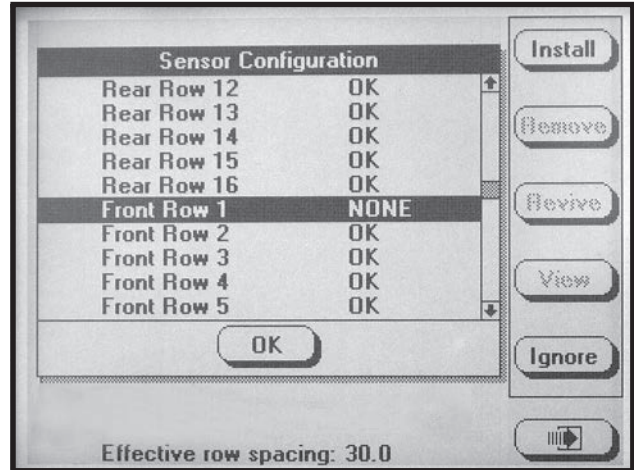 Sensor Configuration
Rear Row 12 OK
Rear Row 13 OK
Rear Row 14 OK
Rear Row 15 OK
Rear Row 16 OK
Front Row 1 NONE
Front Row 2 OK
Front Row 3 OK
Front Row 4 OK
Front Row 5 OK
OK
Effective row spacing: 30.0
Install
Remove
Revive
View
Ignore